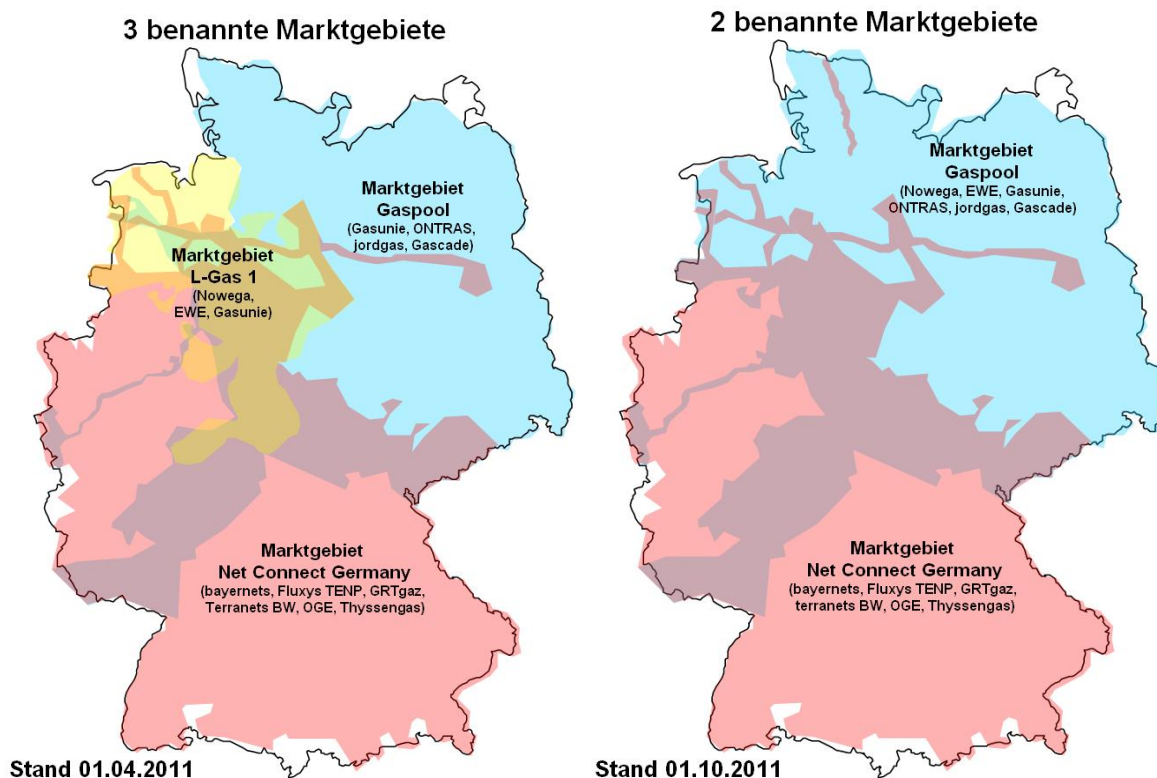 3 benannte Marktgebiete
Marktgebiet
Gaspool
(Gasunie, ONTRAS,
jordgas, Gascade)
Marktgebiet
L-Gas 1
(Nowega,
EWE, Gasunie)
Marktgebiet
Net Connect Germany
(bayernets, Fluxys TENP, GRTgaz,
Terranets BW, OGE, Thyssengas)
Stand 01.04.2011
2 benannte Marktgebiete
Marktgebiet
Gaspool
(Nowega, EWE, Gasunie,
ONTRAS, jordgas, Gascade)
Marktgebiet
Net Connect Germany
(bayernets, Fluxys TENP, GRTgaz,
terranets BW, OGE, Thyssengas)
Stand 01.10.2011